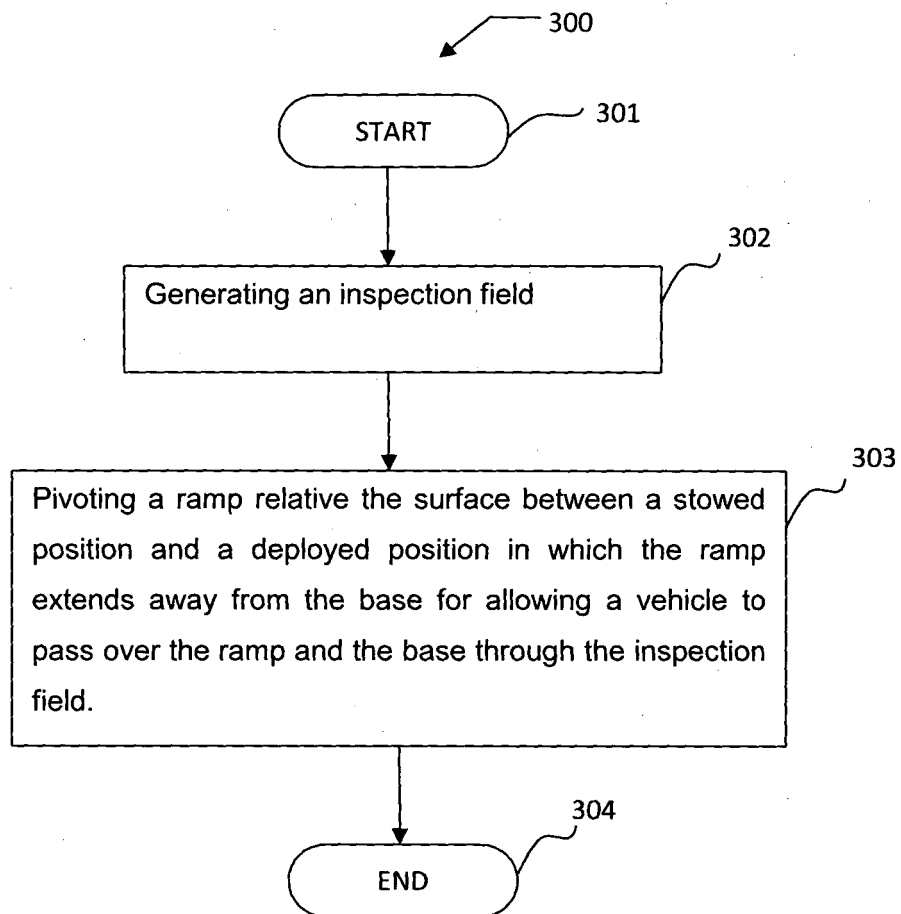 300
START
301
302
Generating an inspection field
303
Pivoting a ramp relative the surface between a stowed
position and a deployed position in which the ramp
extends away from the base for allowing a vehicle to
pass over the ramp and the base through the inspection
field.
304
END